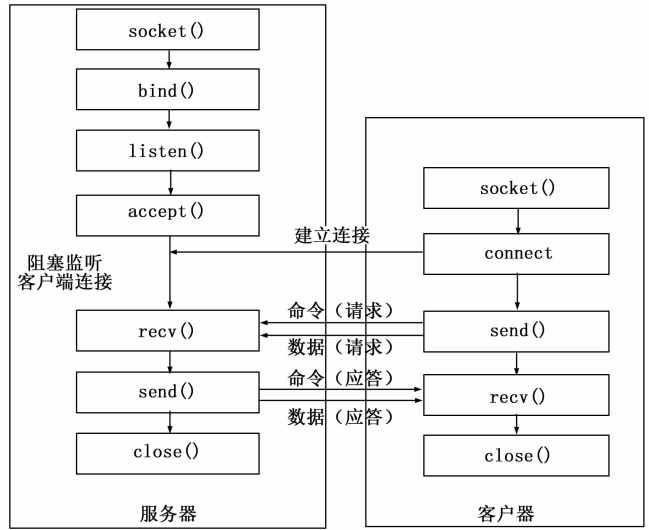 socket()
bind()
listen()
accept()
阻塞监听
客户端连接
recv()
send()
close()
服务器
建立连接
命令（请求）
数据（请求）
命令（应答）
数据（应答）
socket()
connect
send()
recv()
close()
客户器